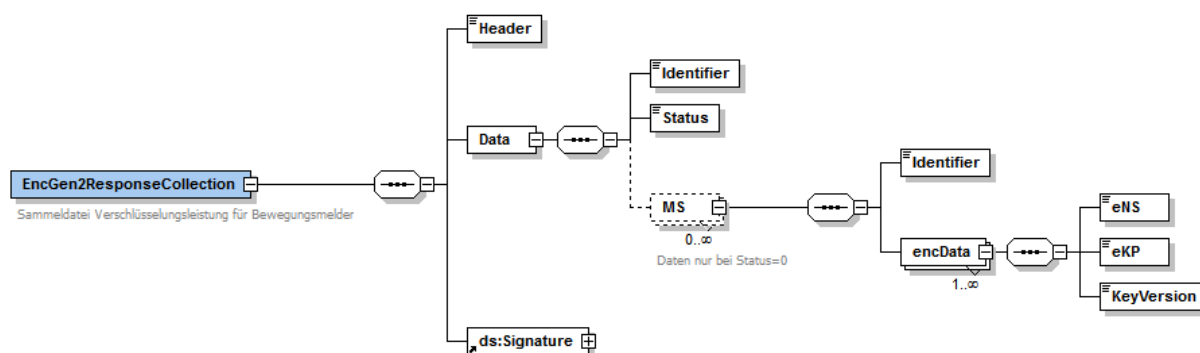 Header
Identifier
Data
Status
Identifier
EncGen2ResponseCollection
Sammeldatei Verschlüsselungsleistung für Bewegungsmelder
MS
eNS
0..∞
Daten nur bei Status=0
encData
eKP
1..∞
KeyVersion
ds:Signature